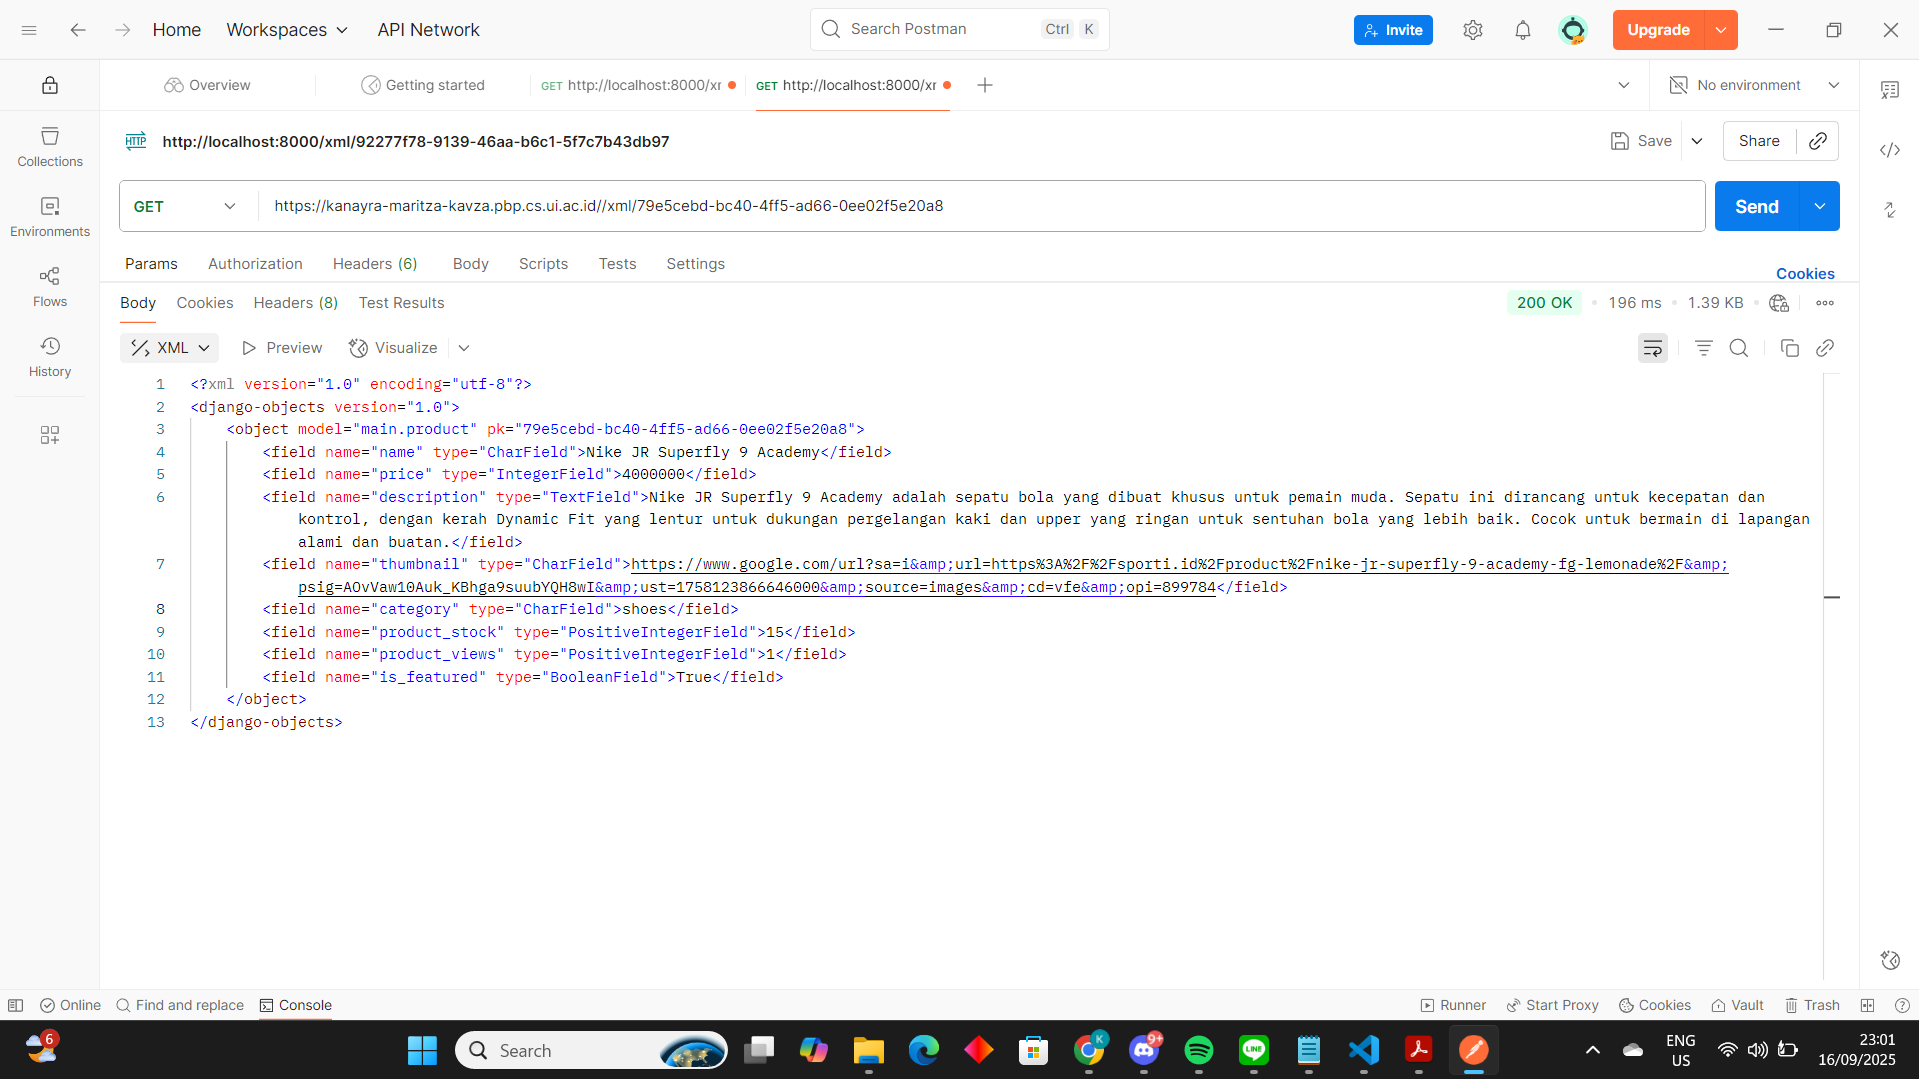 Home
Workspaces
API Network
Search Postman
Ctrl K
Invite
Upgrade
Overview
Getting started
GET http://localhost:8000/xr
GET http://localhost:8000/xr
No environment
HTTP http://localhost:8000/xml/92277f78-9139-46aa-b6c1-5f7c7b43db97
Save
Share
Collections
Environments
Flows
History
GET
https://kanayra-maritza-kavza.pbp.cs.ui.ac.id//xml/79e5cebd-bc40-4ff5-ad66-0ee02f5e20a8
Send
Params Authorization Headers (6) Body Scripts Tests Settings
Cookies
Body Cookies Headers (8) Test Results
200 OK • 196 ms • 1.39 KB •
XML Preview Visualize
1 <?xml version="1.0" encoding="utf-8"?>
2 <django-objects version="1.0">
3 <object model="main.product" pk="79e5cebd-bc40-4ff5-ad66-0ee02f5e20a8">
4 <field name="name" type="CharField">Nike JR Superfly 9 Academy</field>
5 <field name="price" type="IntegerField">4000000</field>
6 <field name="description" type="TextField">Nike JR Superfly 9 Academy adalah sepatu bola yang dibuat khusus untuk pemain muda. Sepatu ini dirancang untuk kecepatan dan
kontrol, dengan kerah Dynamic Fit yang lentur untuk dukungan pergelangan kaki dan upper yang ringan untuk sentuhan bola yang lebih baik. Cocok untuk bermain di lapangan
alami dan buatan.</field>
7 <field name="thumbnail" type="CharField">https://www.google.com/url?sa=i&amp;url=https%3A%2F%2Fsporti.id%2Fproduct%2Fnike-jr-superfly-9-academy-fg-lemonade%2F&amp;
psig=AOvVaw10Auk_KBhga9suubYQH8wI&amp;ust=1758123866646000&amp;source=images&amp;cd=vfe&amp;opi=899784</field>
8 <field name="category" type="CharField">shoes</field>
9 <field name="product_stock" type="PositiveIntegerField">15</field>
10 <field name="product_views" type="PositiveIntegerField">1</field>
11 <field name="is_featured" type="BooleanField">True</field>
12 </object>
13 </django-objects>
Online Find and replace Console
Runner Start Proxy Cookies Vault Trash
6
Search
K
9+
LINE
ENG
US
23:01
16/09/2025